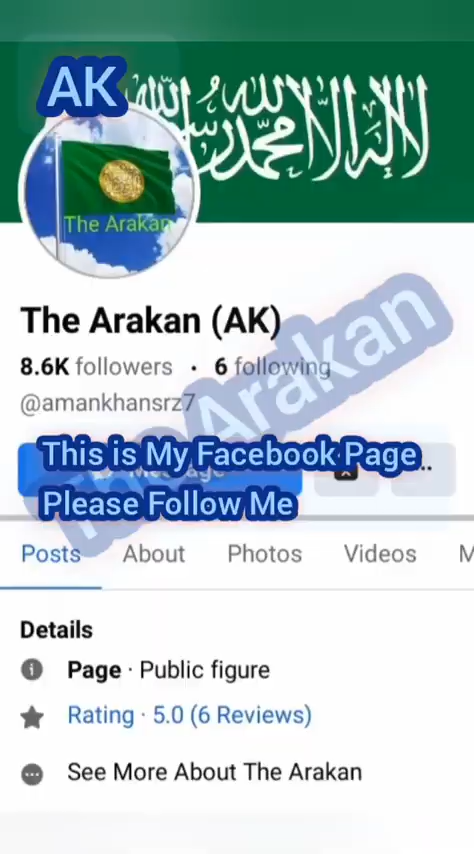 AK
لا إله إلا الله محمد رسول الله
The Arakan
The Arakan (AK)
8.6K followers · 6 following
@amankhansrz7
The Arakan
This is My Facebook Page
Please Follow Me
Posts About Photos Videos M
Details
Page · Public figure
Rating · 5.0 (6 Reviews)
See More About The Arakan